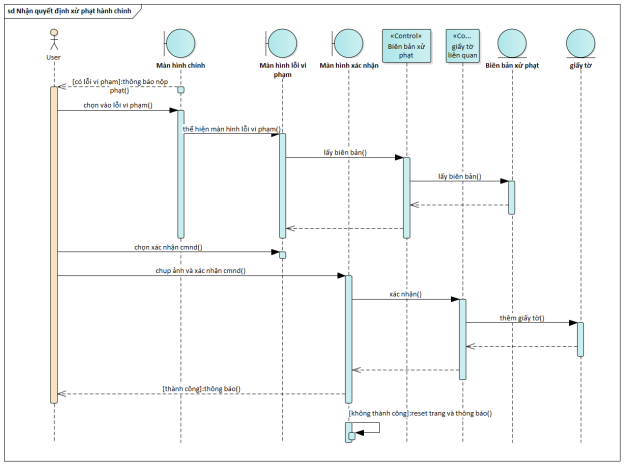 sd Nhận quyết định xử phạt hành chính
User
Màn hình chính
Màn hình lỗi vi
phạm
Màn hình xác nhận
«Control»
Biên bản xử
phạt
«Co...
giấy tờ
liên quan
Biên bản xử phạt
giấy tờ
[có lỗi vi phạm]:thông báo nộp
phạt()
chọn vào lỗi vi phạm()
thể hiện màn hình lỗi vi phạm()
lấy biên bản()
lấy biên bản()
chọn xác nhận cmnd()
chụp ảnh và xác nhận cmnd()
xác nhận()
thêm giấy tờ()
[thành công]:thông báo()
[không thành công]:reset trang và thông báo()